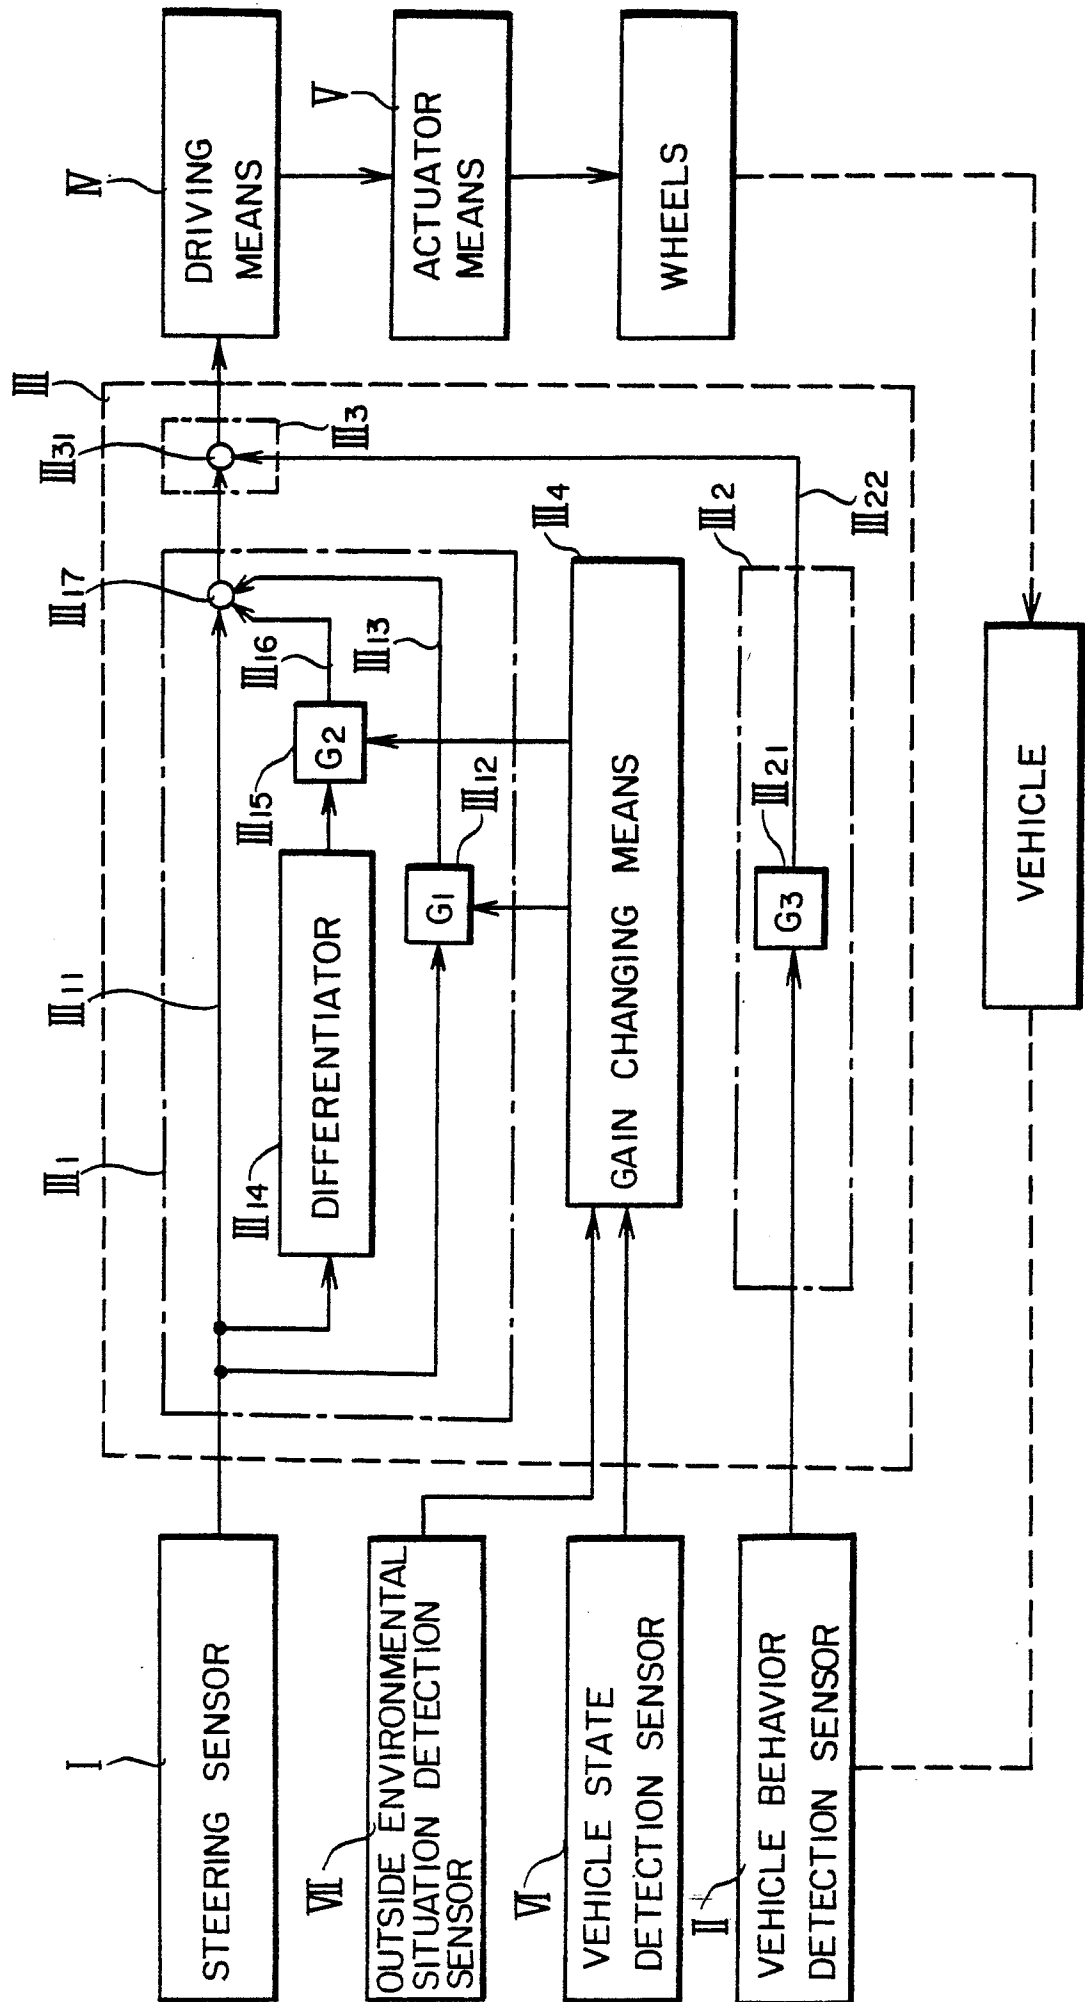 I
STEERING SENSOR
VII
OUTSIDE ENVIRONMENTAL
SITUATION DETECTION
SENSOR
VI
VEHICLE STATE
DETECTION SENSOR
II
VEHICLE BEHAVIOR
DETECTION SENSOR
III
III1
III11
III14
DIFFERENTIATOR
III15
G2
III16
III17
G1
III12
III13
GAIN CHANGING MEANS
III4
III2
G3
III21
III22
III31
III3
IV
DRIVING
MEANS
V
ACTUATOR
MEANS
WHEELS
VEHICLE